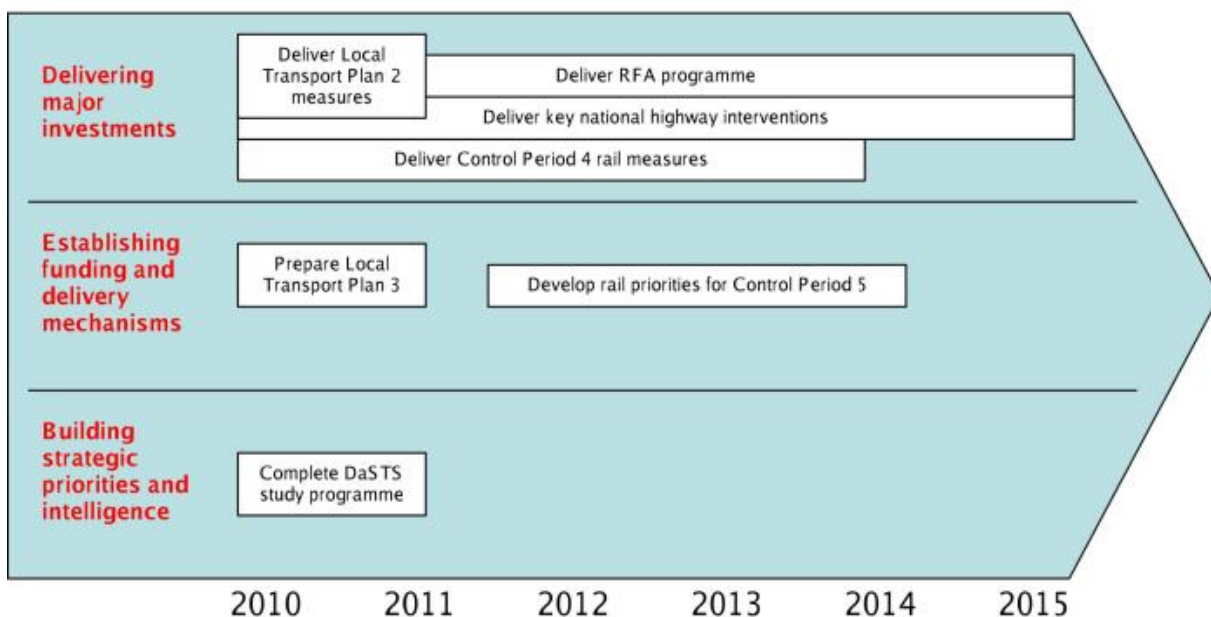 Delivering
major
investments
Deliver Local
Transport Plan 2
measures
Deliver RFA programme
Deliver key national highway interventions
Deliver Control Period 4 rail measures
Establishing
funding and
delivery
mechanisms
Prepare Local
Transport Plan 3
Develop rail priorities for Control Period 5
Building
strategic
priorities and
intelligence
Complete DaSTS
study programme
2010 2011 2012 2013 2014 2015